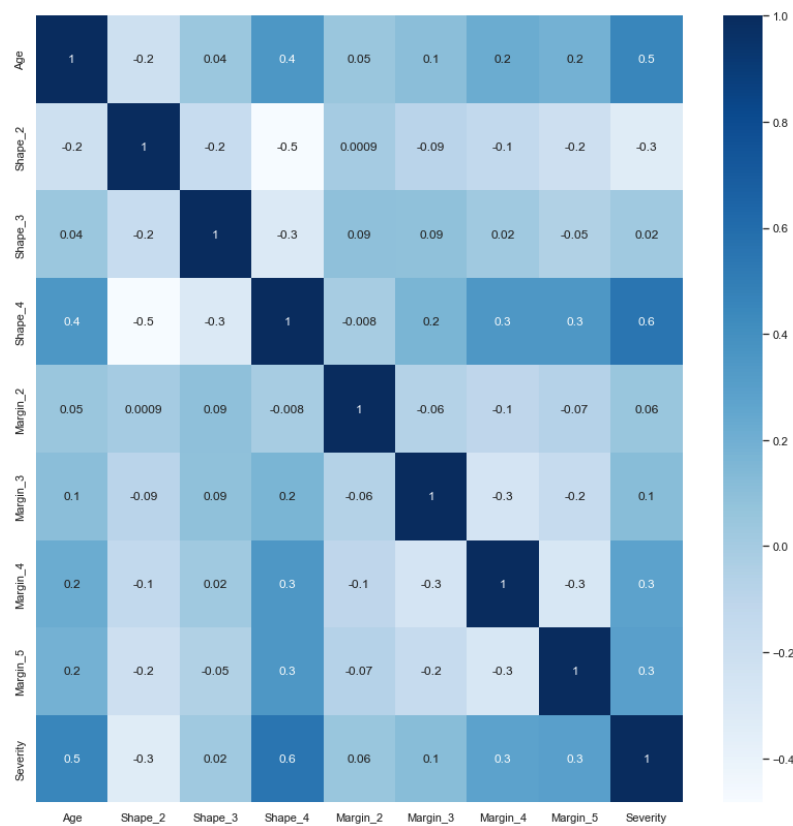 Age 1 -0.2 0.04 0.4 0.05 0.1 0.2 0.2 0.5
Shape_2 -0.2 1 -0.2 -0.5 0.0009 -0.09 -0.1 -0.2 -0.3
Shape_3 0.04 -0.2 1 -0.3 0.09 0.09 0.02 -0.05 0.02
Shape_4 0.4 -0.5 -0.3 1 -0.008 0.2 0.3 0.3 0.6
Margin_2 0.05 0.0009 0.09 -0.008 1 -0.06 -0.1 -0.07 0.06
Margin_3 0.1 -0.09 0.09 0.2 -0.06 1 -0.3 -0.2 0.1
Margin_4 0.2 -0.1 0.02 0.3 -0.1 -0.3 1 -0.3 0.3
Margin_5 0.2 -0.2 -0.05 0.3 -0.07 -0.2 -0.3 1 0.3
Severity 0.5 -0.3 0.02 0.6 0.06 0.1 0.3 0.3 1
Age Shape_2 Shape_3 Shape_4 Margin_2 Margin_3 Margin_4 Margin_5 Severity
1.0
0.8
0.6
0.4
0.2
0.0
−0.2
−0.4